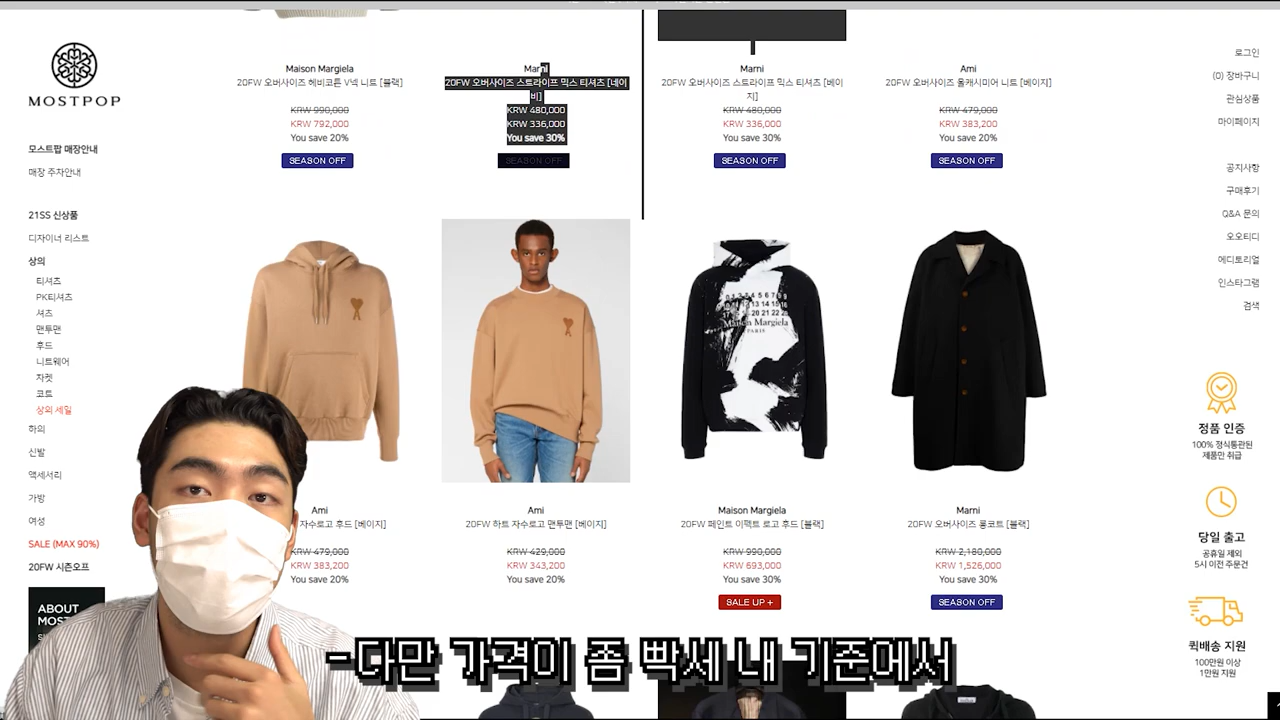 MOSTPOP
모스트팝 매장안내
매장 주차안내
21SS 신상품
디자이너 리스트
상의
티셔츠
PK티셔츠
셔츠
맨투맨
후드
니트웨어
자켓
코트
상의 세일
하의
신발
액세서리
가방
여성
SALE (MAX 90%)
20FW 시즌오프
ABOUT
Maison Margiela
20FW 오버사이즈 헤비코튼 V넥 니트 [블랙]
KRW 990,000
KRW 792,000
You save 20%
SEASON OFF
Marni
20FW 오버사이즈 스트라이프 믹스 티셔츠 [네이
비]
KRW 480,000
KRW 336,000
You save 30%
SEASON OFF
Marni
20FW 오버사이즈 스트라이프 믹스 티셔츠 [베이
지]
KRW 480,000
KRW 336,000
You save 30%
SEASON OFF
Ami
20FW 오버사이즈 울캐시미어 니트 [베이지]
KRW 479,000
KRW 383,200
You save 20%
SEASON OFF
1 2 3 4 5 6 7 8 9
Maison Margiela
PARIS
Ami
자수로고 후드 [베이지]
KRW 479,000
KRW 383,200
You save 20%
Ami
20FW 하트 자수로고 맨투맨 [베이지]
KRW 429,000
KRW 343,200
You save 20%
Maison Margiela
20FW 페인트 이펙트 로고 후드 [블랙]
KRW 990,000
KRW 693,000
You save 30%
SALE UP +
Marni
20FW 오버사이즈 롱코트 [블랙]
KRW 2,180,000
KRW 1,526,000
You save 30%
SEASON OFF
로그인
(0) 장바구니
관심상품
마이페이지
공지사항
구매후기
Q&A 문의
오오티디
에디토리얼
인스타그램
검색
정품 인증
100% 정식통관된
제품만 취급
당일 출고
공휴일 제외
5시 이전 주문건
퀵배송 지원
100만원 이상
1만원 지원
-다만 가격이 좀 빡세 내 기준에서